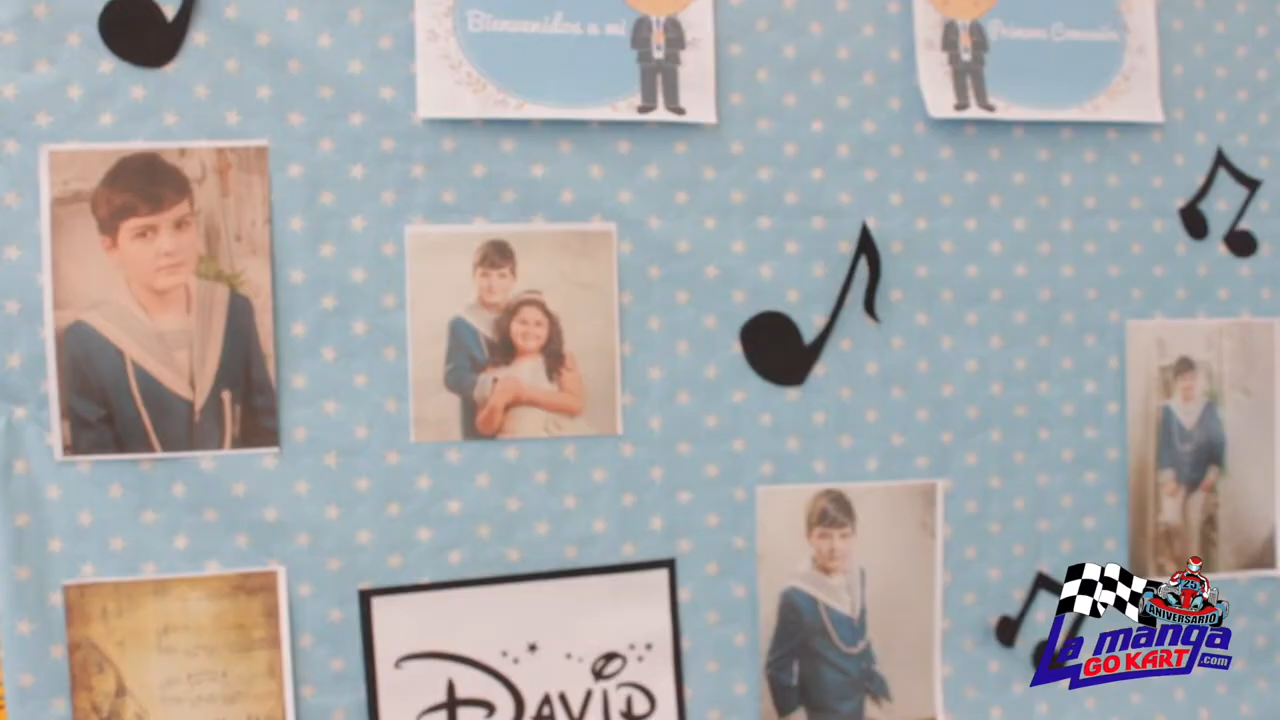 Bienvenidos a mi
Primera Comunión
DAVID
25
ANIVERSARIO
La manga
GO KART
.com